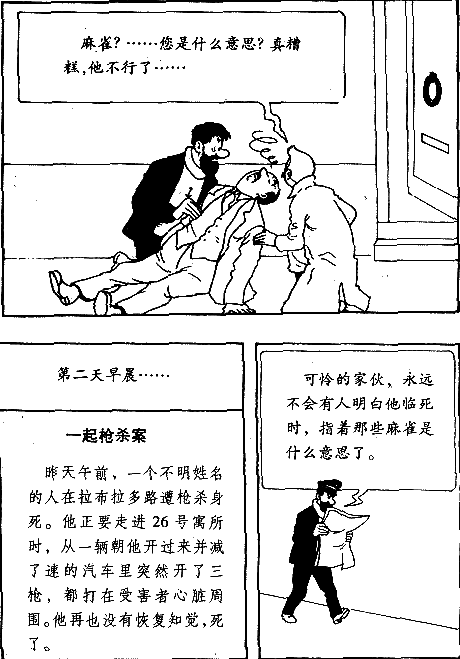 麻雀？……您是什么意思？真糟
糕，他不行了……
第二天早晨……
一起枪杀案
昨天午前，一个不明姓名
的人在拉布拉多路遭枪杀身
死。他正要走进 26 号寓所
时，从一辆朝他开过来并减
了速的汽车里突然开了三
枪，都打在受害者心脏周
围。他再也没有恢复知觉，死
了。
可怜的家伙，永远
不会有人明白他临死
时，指着那些麻雀是
什么意思了。